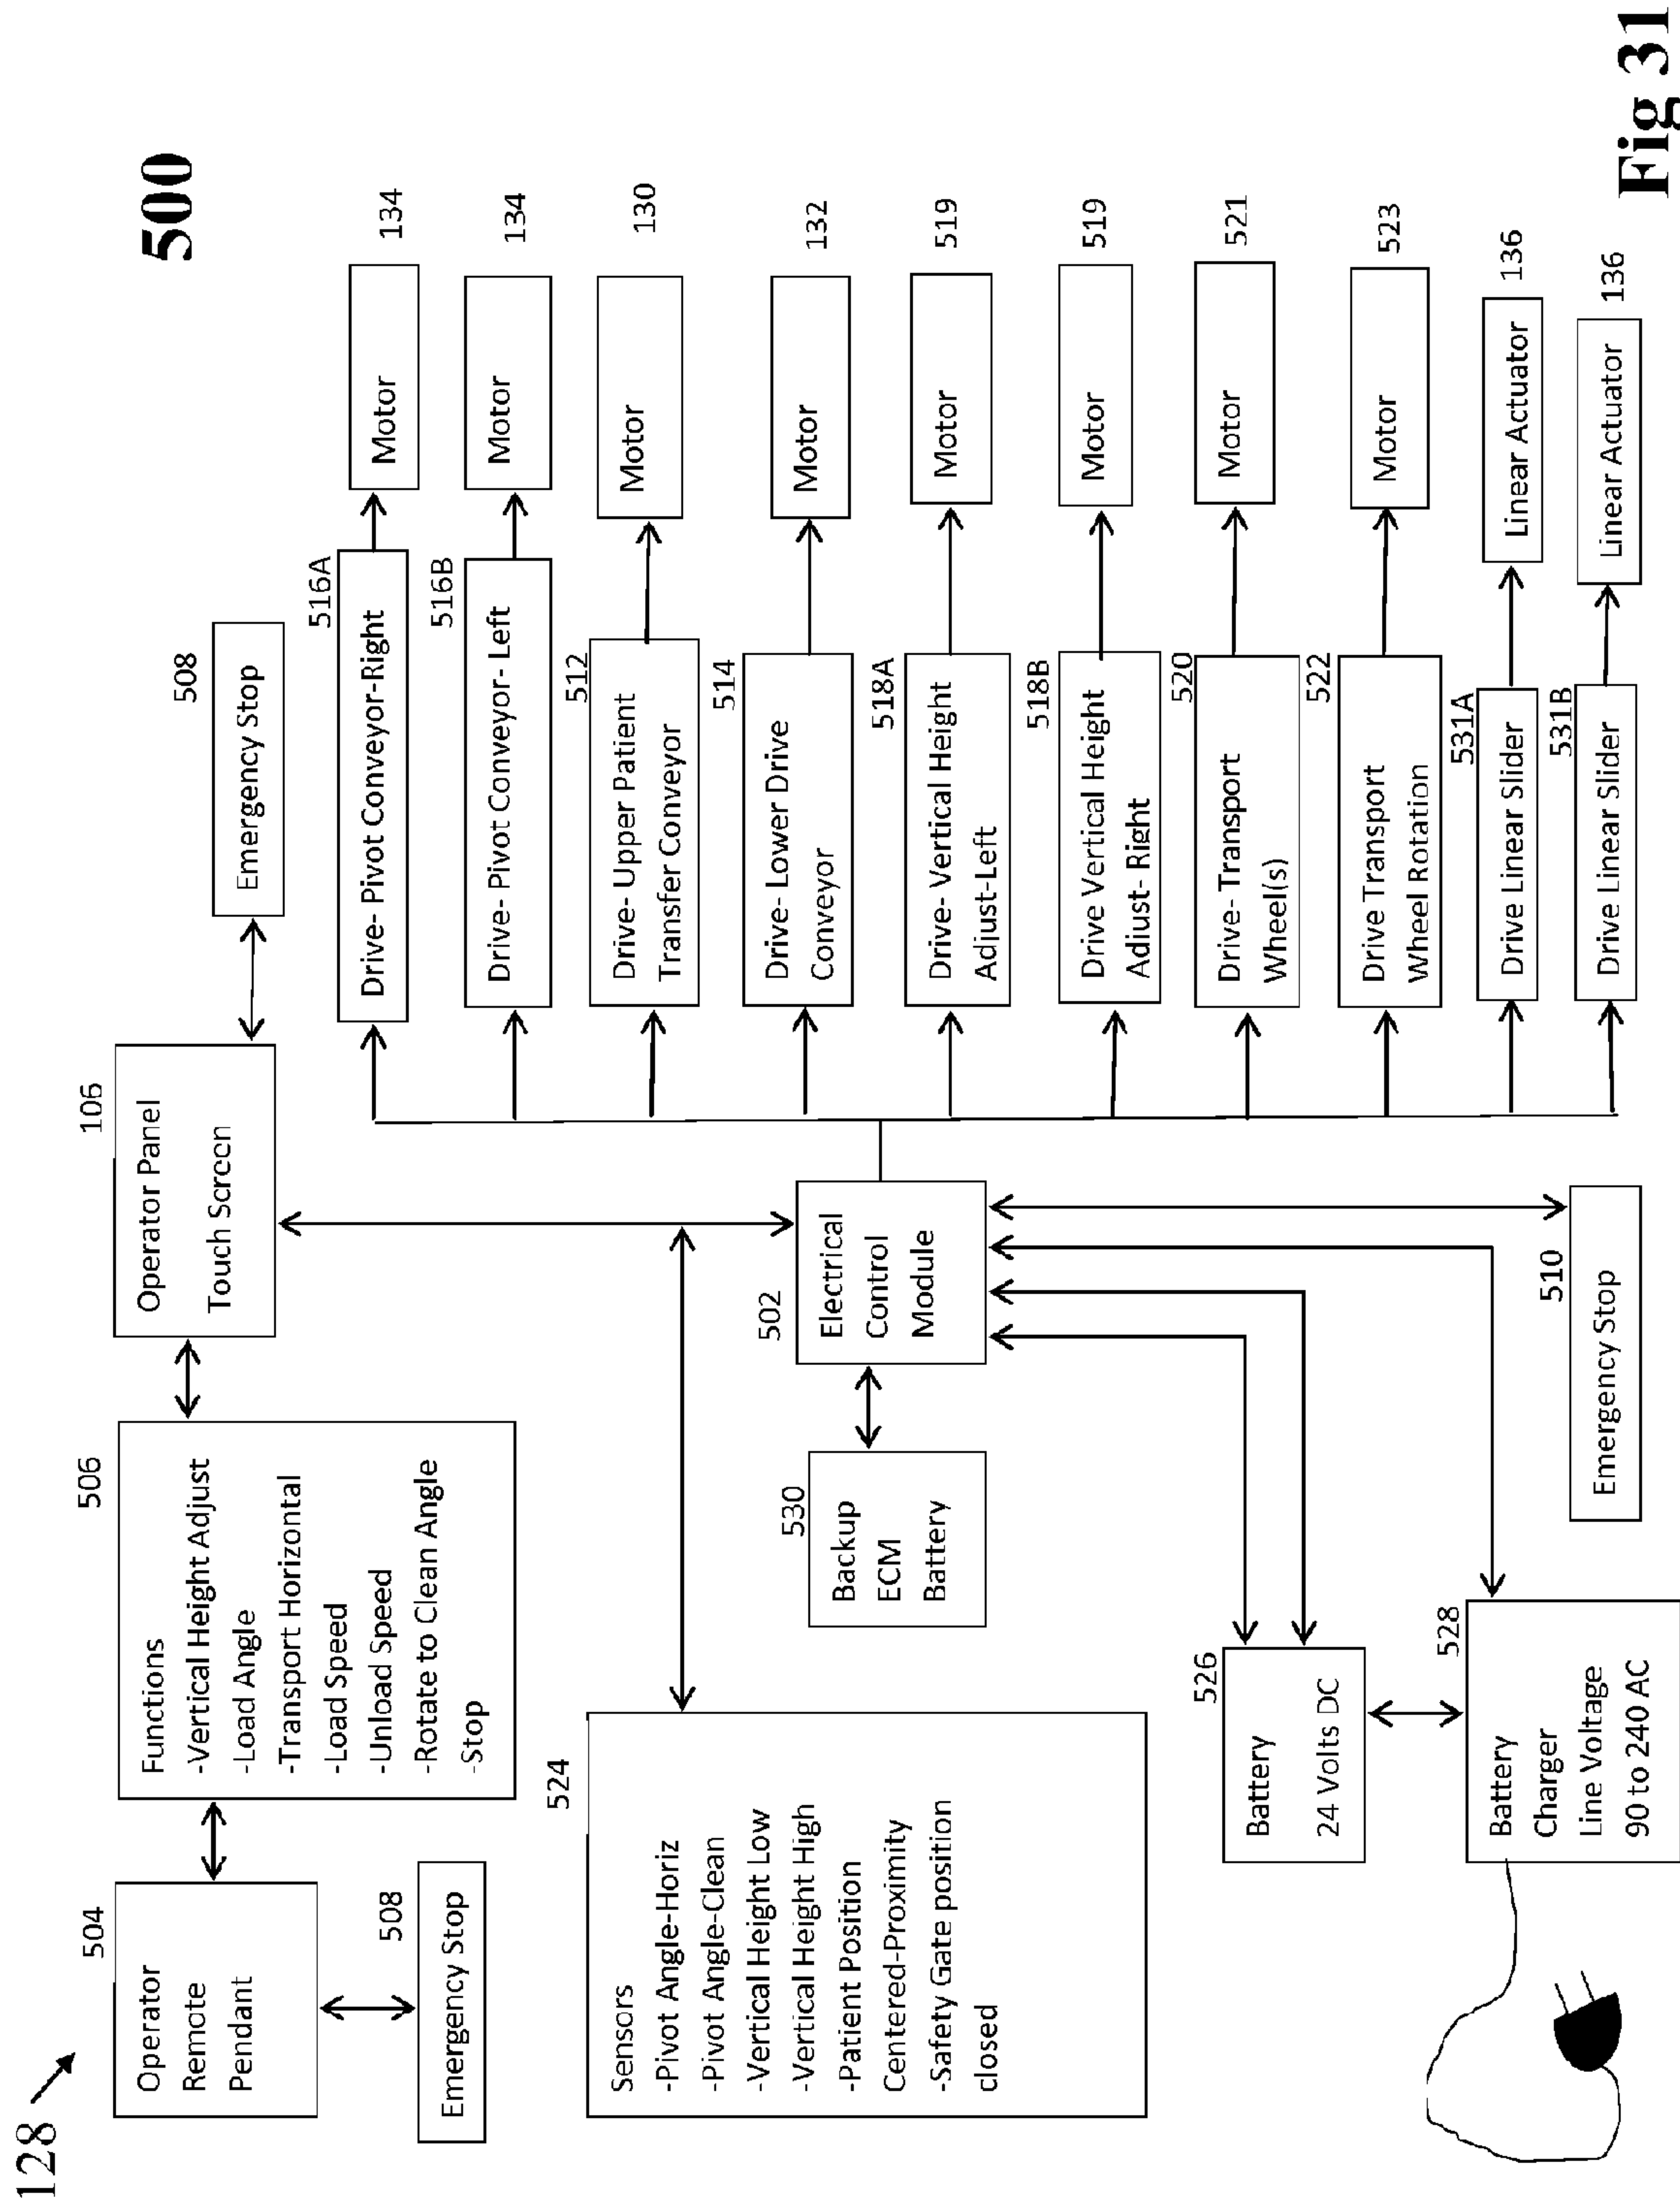 128
500
504
Operator
Remote
Pendant
508
Emergency Stop
506
Functions
-Vertical Height Adjust
-Load Angle
-Transport Horizontal
-Load Speed
-Unload Speed
-Rotate to Clean Angle
-Stop
106
Operator Panel
Touch Screen
508
Emergency Stop
524
Sensors
-Pivot Angle-Horiz
-Pivot Angle-Clean
-Vertical Height Low
-Vertical Height High
-Patient Position
Centered-Proximity
-Safety Gate position
closed
530
Backup
ECM
Battery
502
Electrical
Control
Module
526
Battery
24 Volts DC
528
Battery
Charger
Line Voltage
90 to 240 AC
510
Emergency Stop
516A
Drive- Pivot Conveyor-Right
Motor
134
516B
Drive- Pivot Conveyor- Left
Motor
134
512
Drive- Upper Patient
Transfer Conveyor
Motor
130
514
Drive- Lower Drive
Conveyor
Motor
132
518A
Drive- Vertical Height
Adjust-Left
Motor
519
518B
Drive Vertical Height
Adjust- Right
Motor
519
520
Drive- Transport
Wheel(s)
Motor
521
522
Drive Transport
Wheel Rotation
Motor
523
531A
Drive Linear Slider
Linear Actuator
136
531B
Drive Linear Slider
Linear Actuator
136
Fig 31